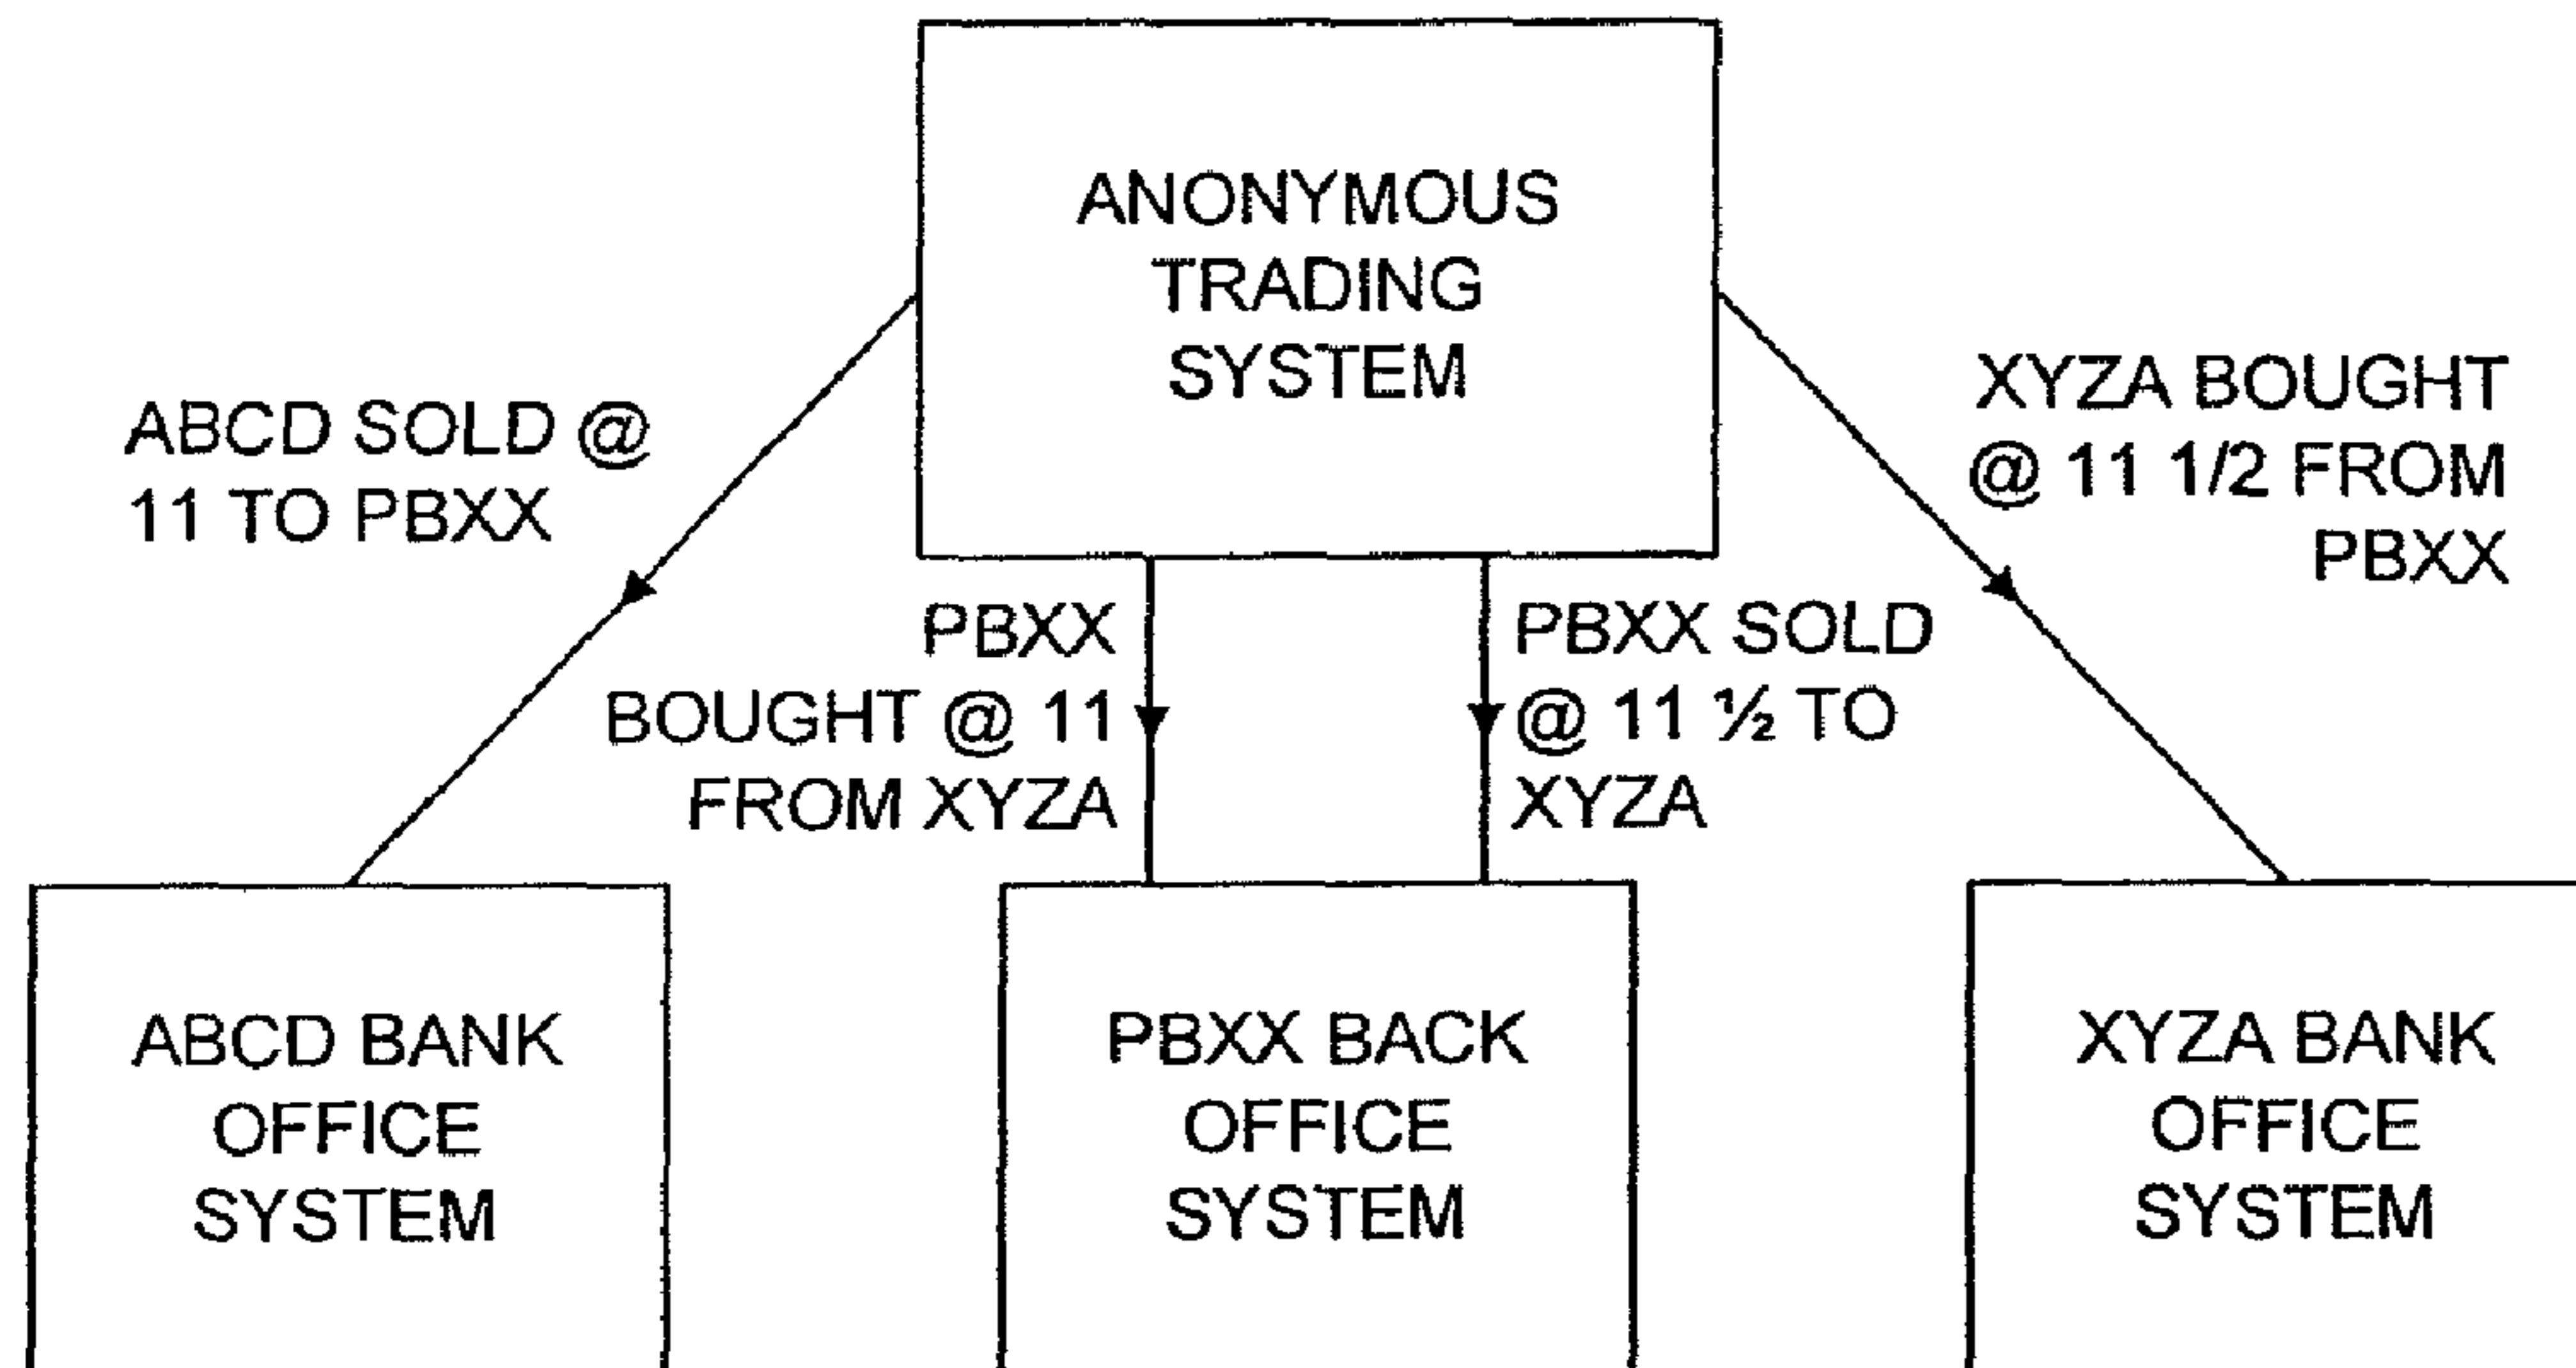 ANONYMOUS
TRADING
SYSTEM
ABCD SOLD @
11 TO PBXX
XYZA BOUGHT
@ 11 1/2 FROM
PBXX
PBXX
BOUGHT @ 11
FROM XYZA
PBXX SOLD
@ 11 ½ TO
XYZA
ABCD BANK
OFFICE
SYSTEM
PBXX BACK
OFFICE
SYSTEM
XYZA BANK
OFFICE
SYSTEM